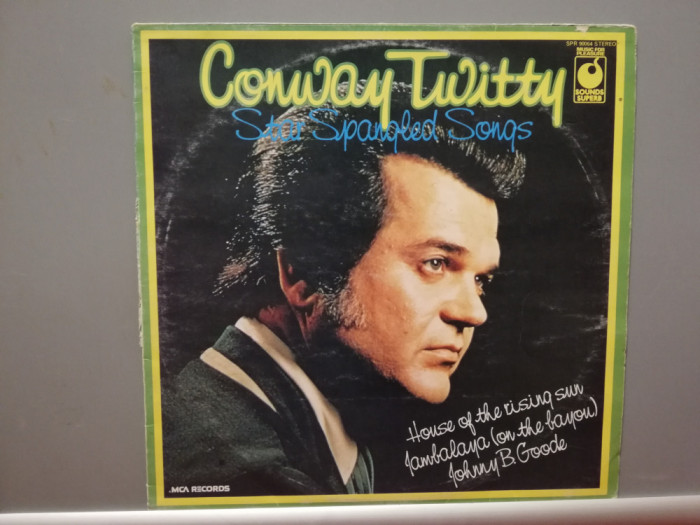 SPR 90064 STEREO
MUSIC FOR
PLEASURE
SOUNDS
SUPERB
Conway Twitty
Star Spangled Songs
House of the rising sun
Jambalaya (on the bayou)
Johnny B. Goode
MCA RECORDS